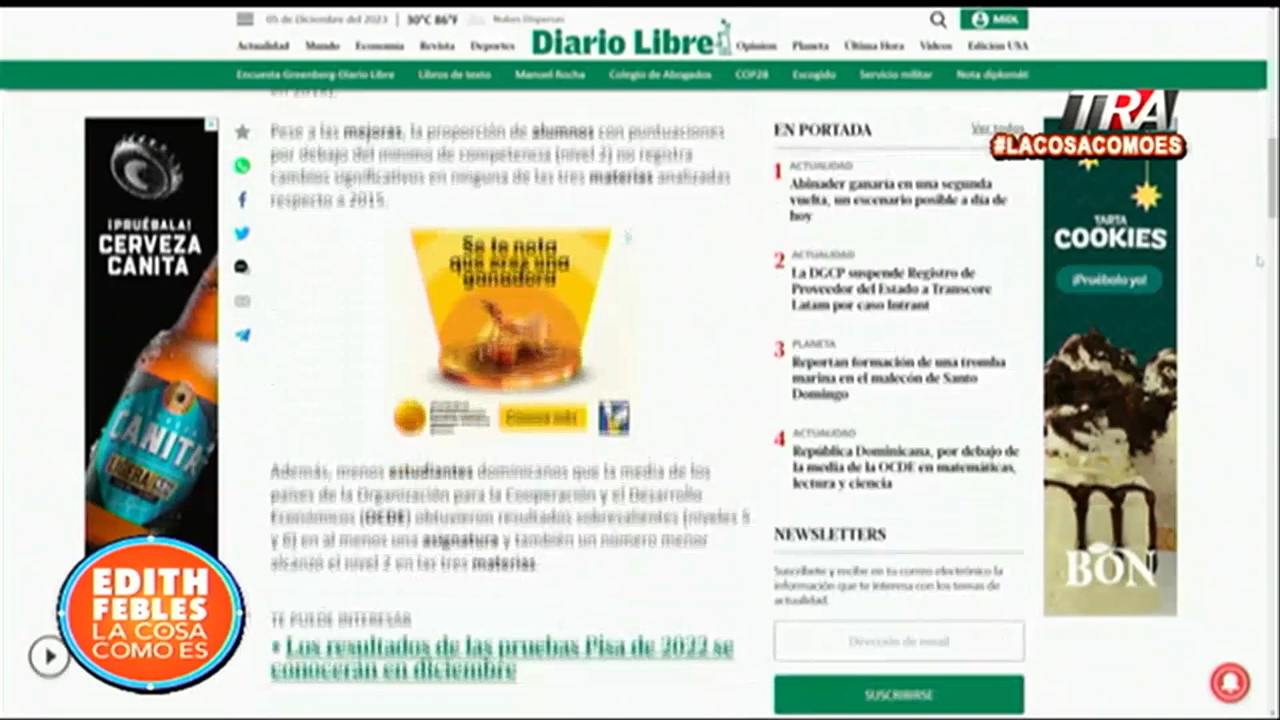 05 de Diciembre del 2023 | 30°C 86°F Nubes Dispersas
MiDL
Actualidad Mundo Economía Revista Deportes Diario Libre Opinión Planeta Última Hora Videos Edición USA
Encuesta Greenberg-Diario Libre Libros de texto Manuel Rocha Colegio de Abogados COP28 Escogido Servicio militar Nota diplomát
en 2018).
Pese a las mejoras, la proporción de alumnos con puntuaciones
por debajo del mínimo de competencia (nivel 2) no registra
cambios significativos en ninguna de las tres materias analizadas
respecto a 2015.
Se te nota
que eres una
ganadora
Además, menos estudiantes dominicanos que la media de los
países de la Organización para la Cooperación y el Desarrollo
Económicos (OCDE) obtuvieron resultados sobresalientes (niveles 5
y 6) en al menos una asignatura y también un número menor
alcanzó el nivel 2 en las tres materias.
TE PUEDE INTERESAR
• Los resultados de las pruebas Pisa de 2022 se
conocerán en diciembre
¡PRUÉBALA!
CERVEZA
CANITA
CANITA
EDITH
FEBLES
LA COSA
COMO ES
EN PORTADA Ver todos
1 ACTUALIDAD
Abinader ganaría en una segunda
vuelta, un escenario posible a día de
hoy
2 ACTUALIDAD
La DGCP suspende Registro de
Proveedor del Estado a Transcore
Latam por caso Intrant
3 PLANETA
Reportan formación de una tromba
marina en el malecón de Santo
Domingo
4 ACTUALIDAD
República Dominicana, por debajo de
la media de la OCDE en matemáticas,
lectura y ciencia
NEWSLETTERS
Suscríbete y recibe en tu correo electrónico la
información que te interesa con los temas de
actualidad.
Dirección de email
SUSCRIBIRSE
TRA
#LACOSACOMOES
TARTA
COOKIES
¡Pruébalo ya!
BON